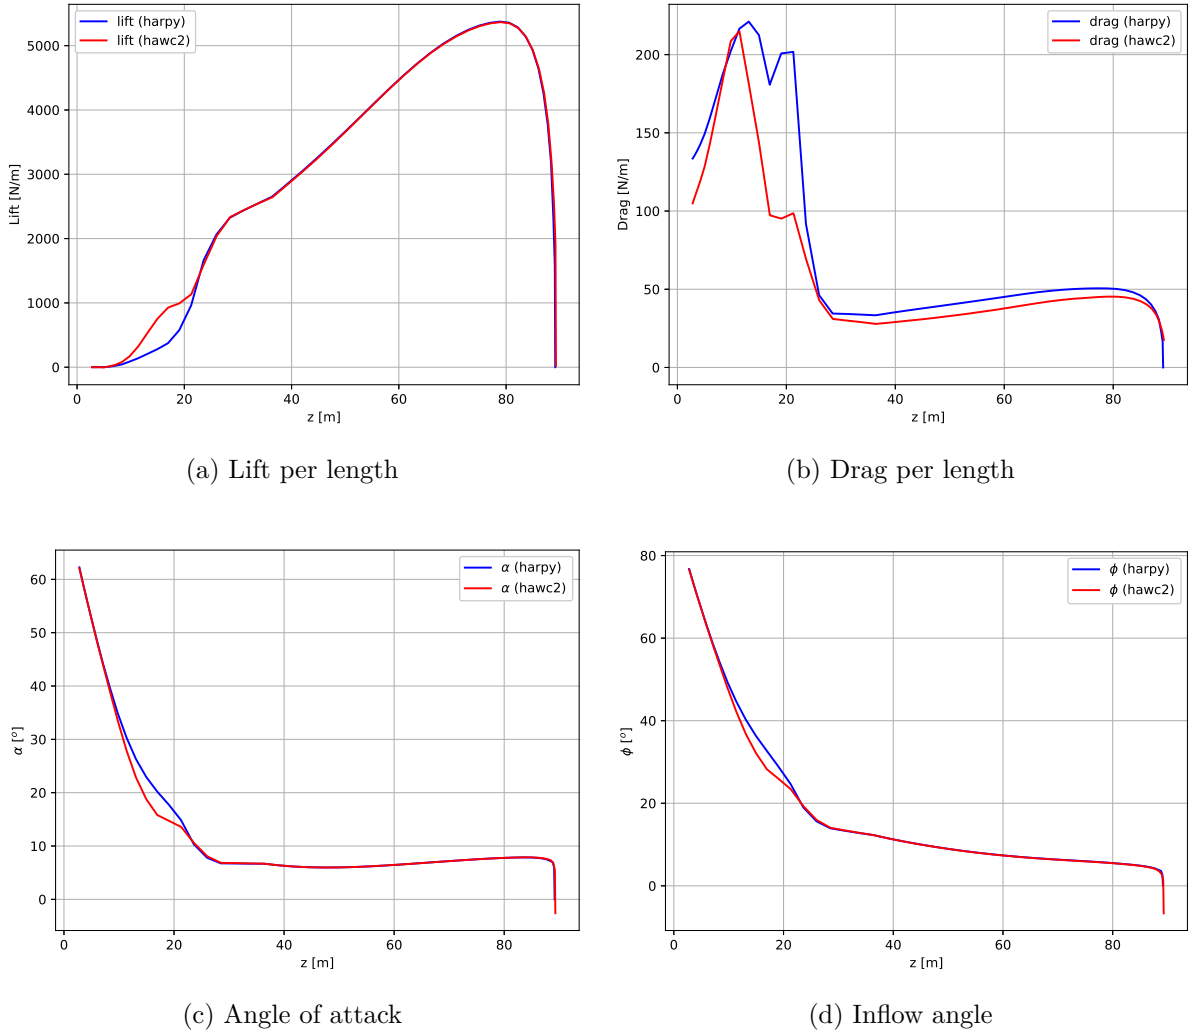 lift (harpy)
lift (hawc2)
5000
4000
3000
2000
1000
0
Lift [N/m]
0 20 40 60 80
z [m]
(a) Lift per length
drag (harpy)
drag (hawc2)
200
150
100
50
0
Drag [N/m]
0 20 40 60 80
z [m]
(b) Drag per length
α (harpy)
α (hawc2)
60
50
40
30
20
10
0
α [°]
0 20 40 60 80
z [m]
(c) Angle of attack
ϕ (harpy)
ϕ (hawc2)
80
60
40
20
0
ϕ [°]
0 20 40 60 80
z [m]
(d) Inflow angle